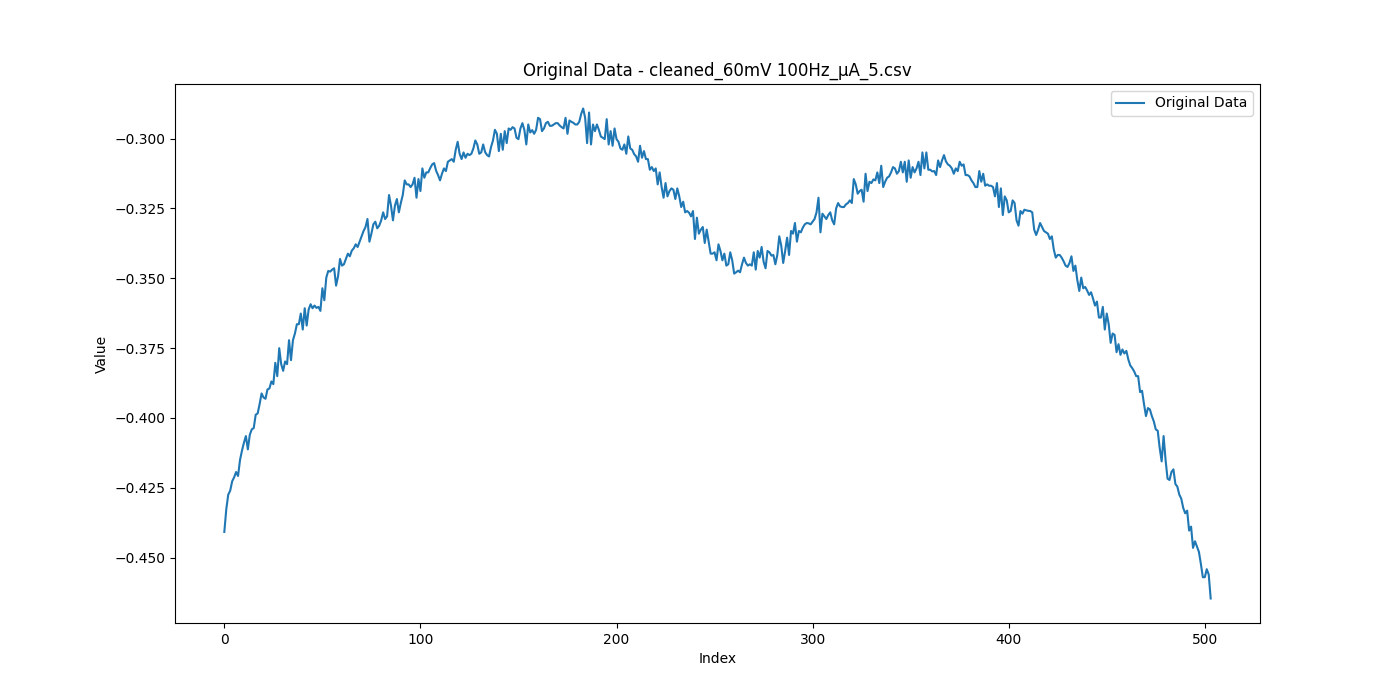 Original Data - cleaned_60mV 100Hz_µA_5.csv
Original Data
−0.300
−0.325
−0.350
−0.375
−0.400
−0.425
−0.450
Value
0 100 200 300 400 500
Index